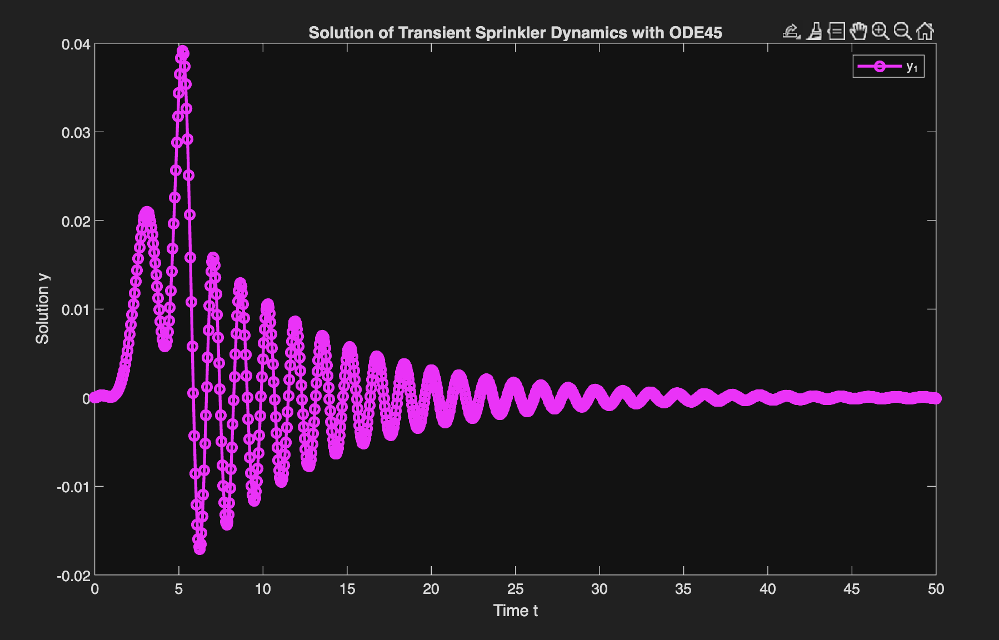 Solution of Transient Sprinkler Dynamics with ODE45
y₁
0.04
0.03
0.02
0.01
0
-0.01
-0.02
Solution y
0 5 10 15 20 25 30 35 40 45 50
Time t